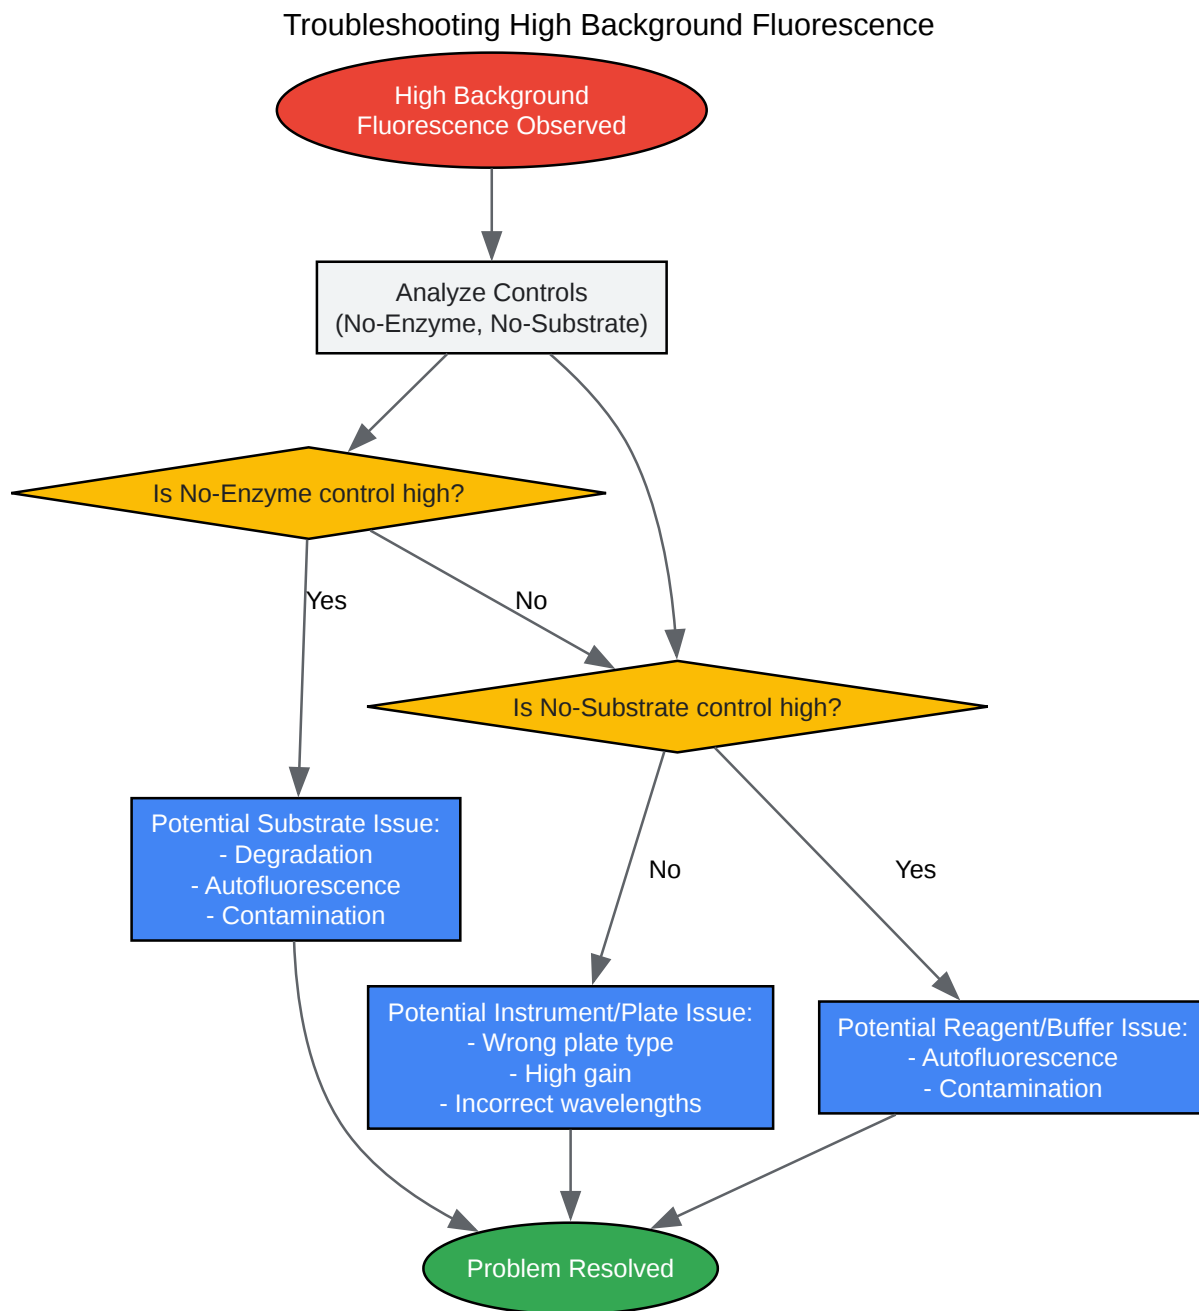 Troubleshooting High Background Fluorescence
High Background
Fluorescence Observed
Analyze Controls
(No-Enzyme, No-Substrate)
Is No-Enzyme control high?
Yes
No
Is No-Substrate control high?
Potential Substrate Issue:
- Degradation
- Autofluorescence
- Contamination
No
Yes
Potential Instrument/Plate Issue:
- Wrong plate type
- High gain
- Incorrect wavelengths
Potential Reagent/Buffer Issue:
- Autofluorescence
- Contamination
Problem Resolved